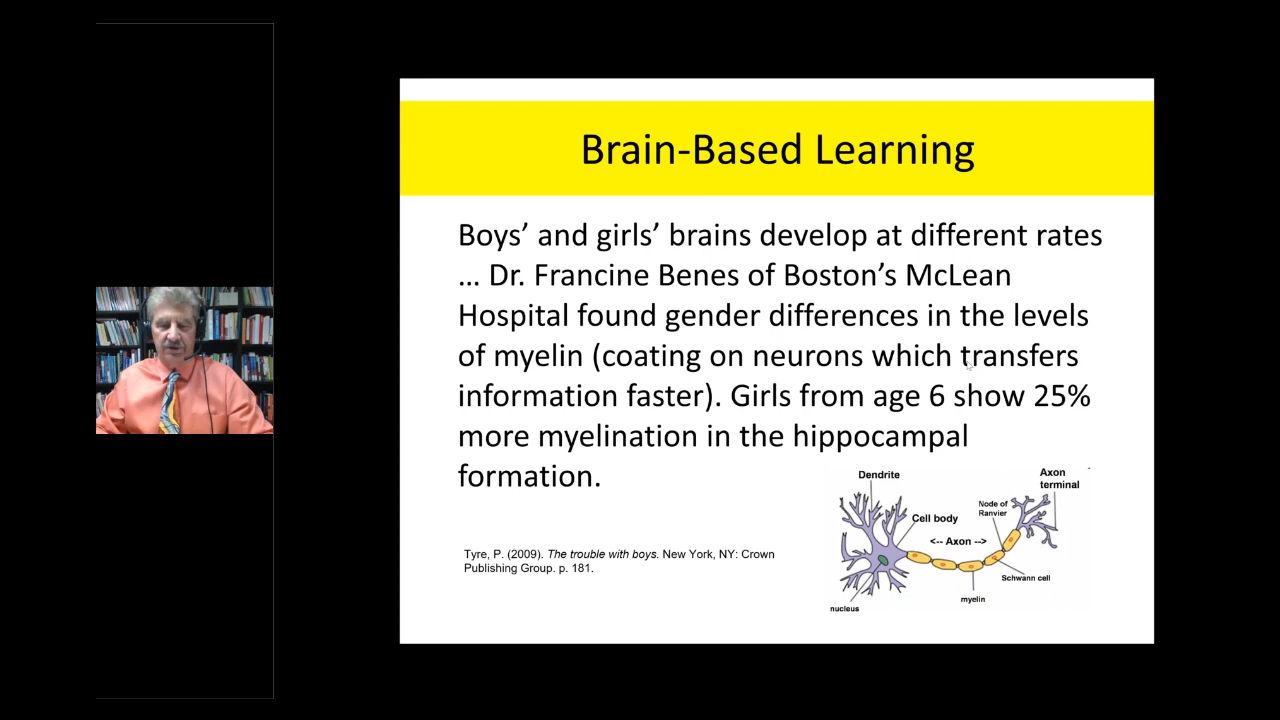 Brain-Based Learning
Boys’ and girls’ brains develop at different rates
… Dr. Francine Benes of Boston’s McLean
Hospital found gender differences in the levels
of myelin (coating on neurons which transfers
information faster). Girls from age 6 show 25%
more myelination in the hippocampal
formation.
Dendrite
Axon
terminal
Node of
Ranvier
Cell body
<-- Axon -->
Schwann cell
myelin
nucleus
Tyre, P. (2009). The trouble with boys. New York, NY: Crown
Publishing Group. p. 181.